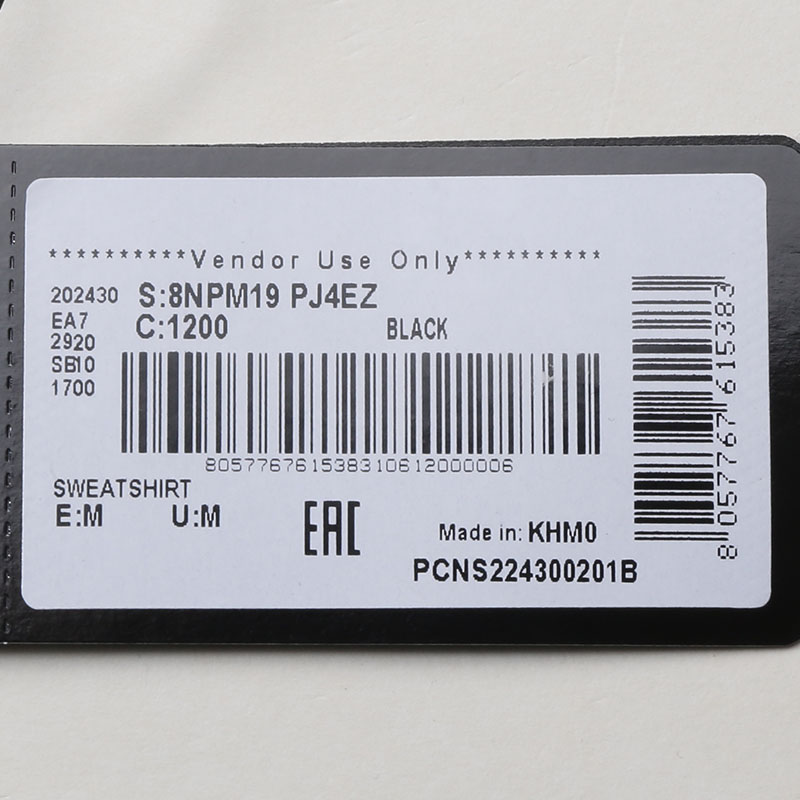 **********Vendor Use Only**********
202430 S:8NPM19 PJ4EZ
EA7 C:1200 BLACK
2920
SB10
1700
805776761538310612000006
SWEATSHIRT
E:M U:M
EAC
Made in: KHM0
PCNS224300201B
8 057767 615383